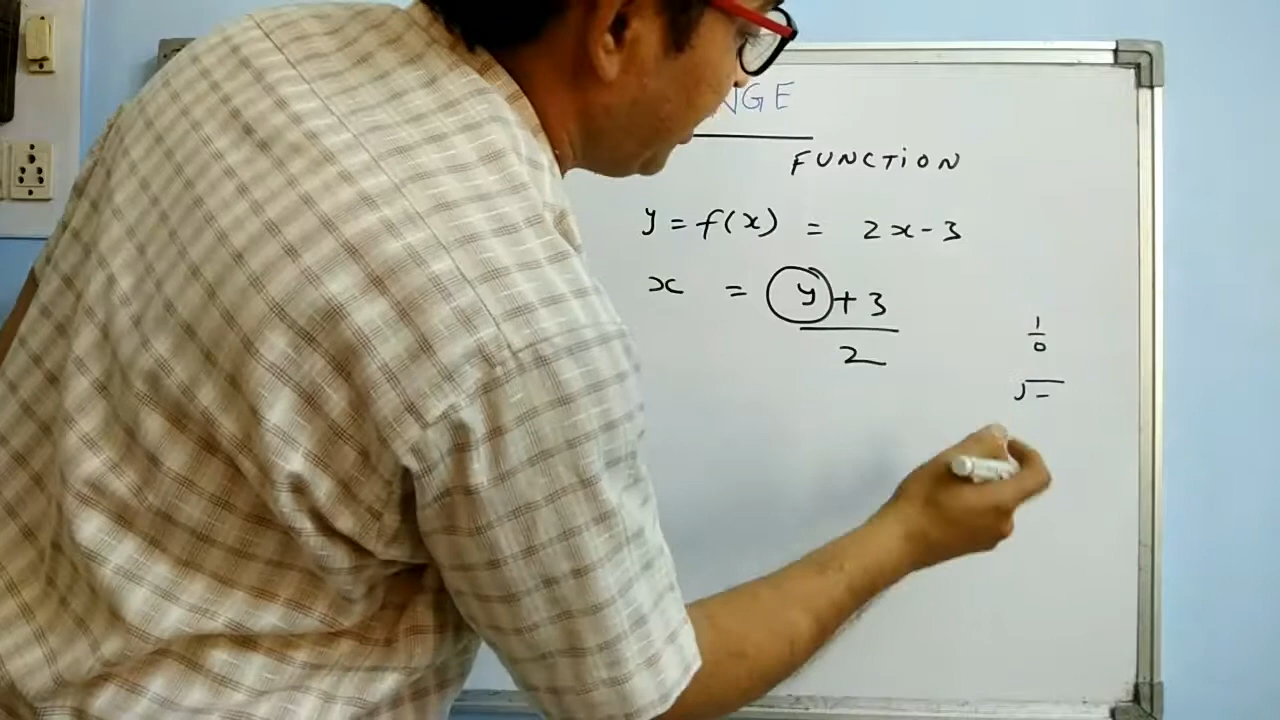 NGE
FUNCTION
y = f(x) = 2x-3
x = y+3
2
1
0
√-